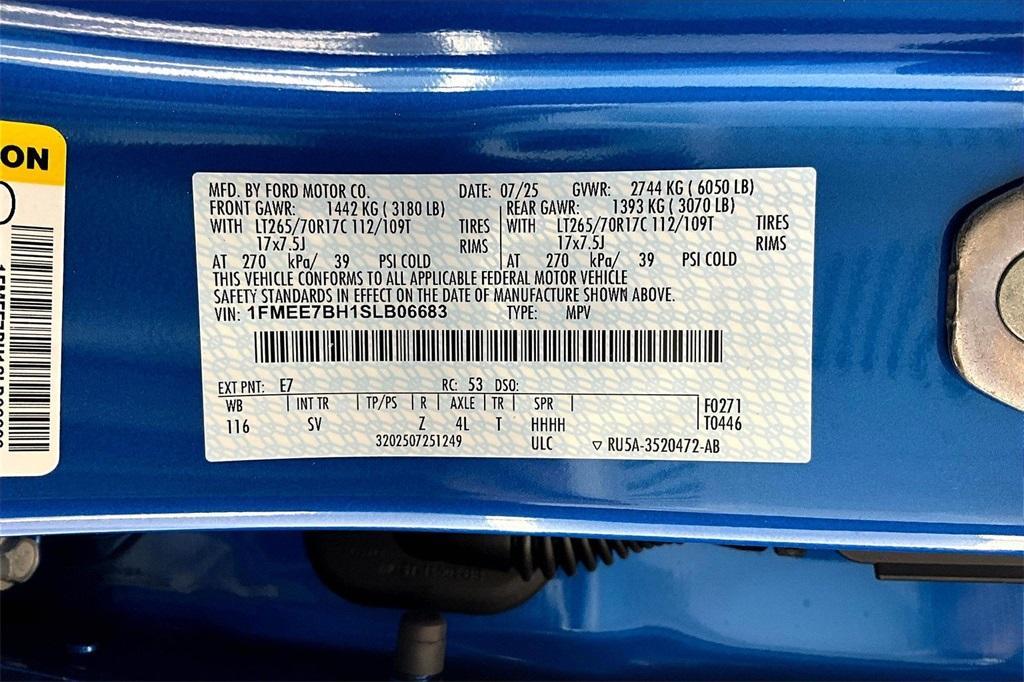 ON
MFD. BY FORD MOTOR CO. DATE: 07/25 GVWR: 2744 KG ( 6050 LB)
FRONT GAWR: 1442 KG ( 3180 LB) REAR GAWR: 1393 KG ( 3070 LB)
WITH LT265/70R17C 112/109T TIRES WITH LT265/70R17C 112/109T TIRES
17x7.5J RIMS 17x7.5J RIMS
AT 270 kPa/ 39 PSI COLD AT 270 kPa/ 39 PSI COLD
THIS VEHICLE CONFORMS TO ALL APPLICABLE FEDERAL MOTOR VEHICLE
SAFETY STANDARDS IN EFFECT ON THE DATE OF MANUFACTURE SHOWN ABOVE.
VIN: 1FMEE7BH1SLB06683 TYPE: MPV
EXT PNT: E7 RC: 53 DSO:
WB INT TR TP/PS R AXLE TR SPR F0271
116 SV Z 4L T HHHH T0446
3202507251249 ULC RU5A-3520472-AB